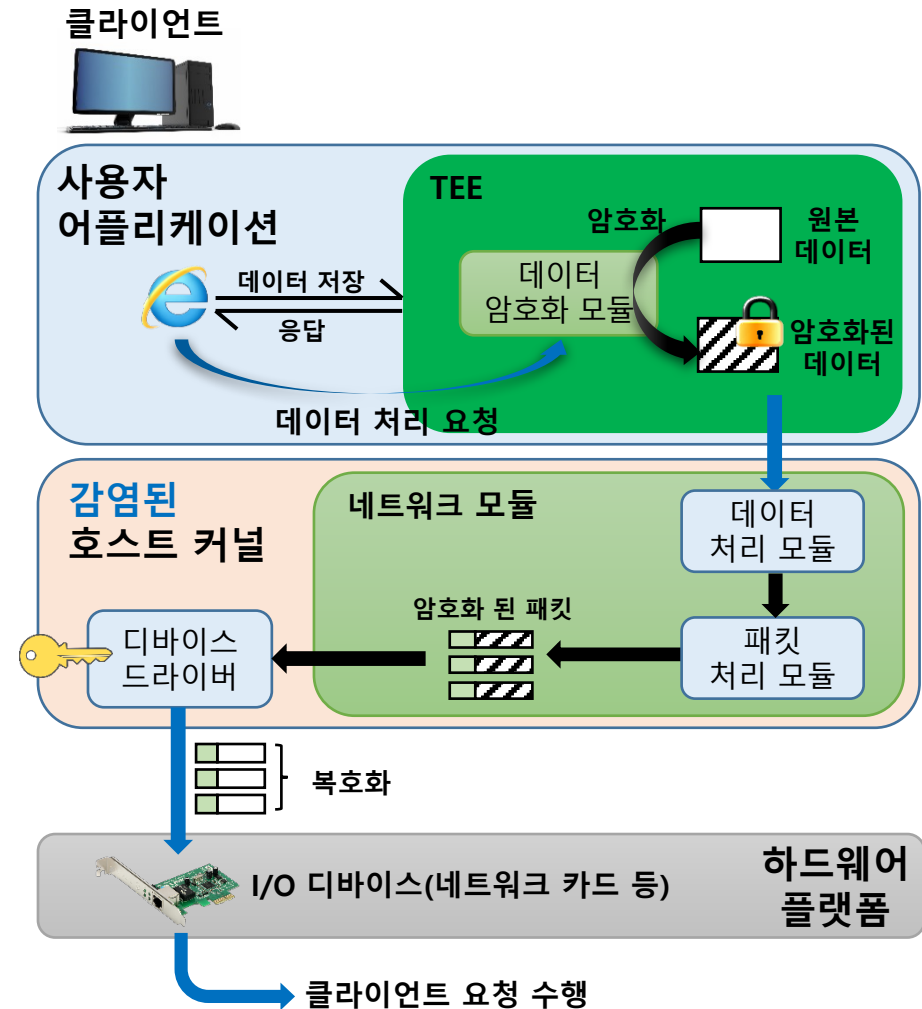 클라이언트
사용자
어플리케이션
TEE
암호화
원본
데이터
데이터 저장
응답
데이터
암호화 모듈
암호화된
데이터
데이터 처리 요청
감염된
호스트 커널
네트워크 모듈
데이터
처리 모듈
암호화 된 패킷
디바이스
드라이버
패킷
처리 모듈
복호화
I/O 디바이스(네트워크 카드 등)
하드웨어
플랫폼
클라이언트 요청 수행